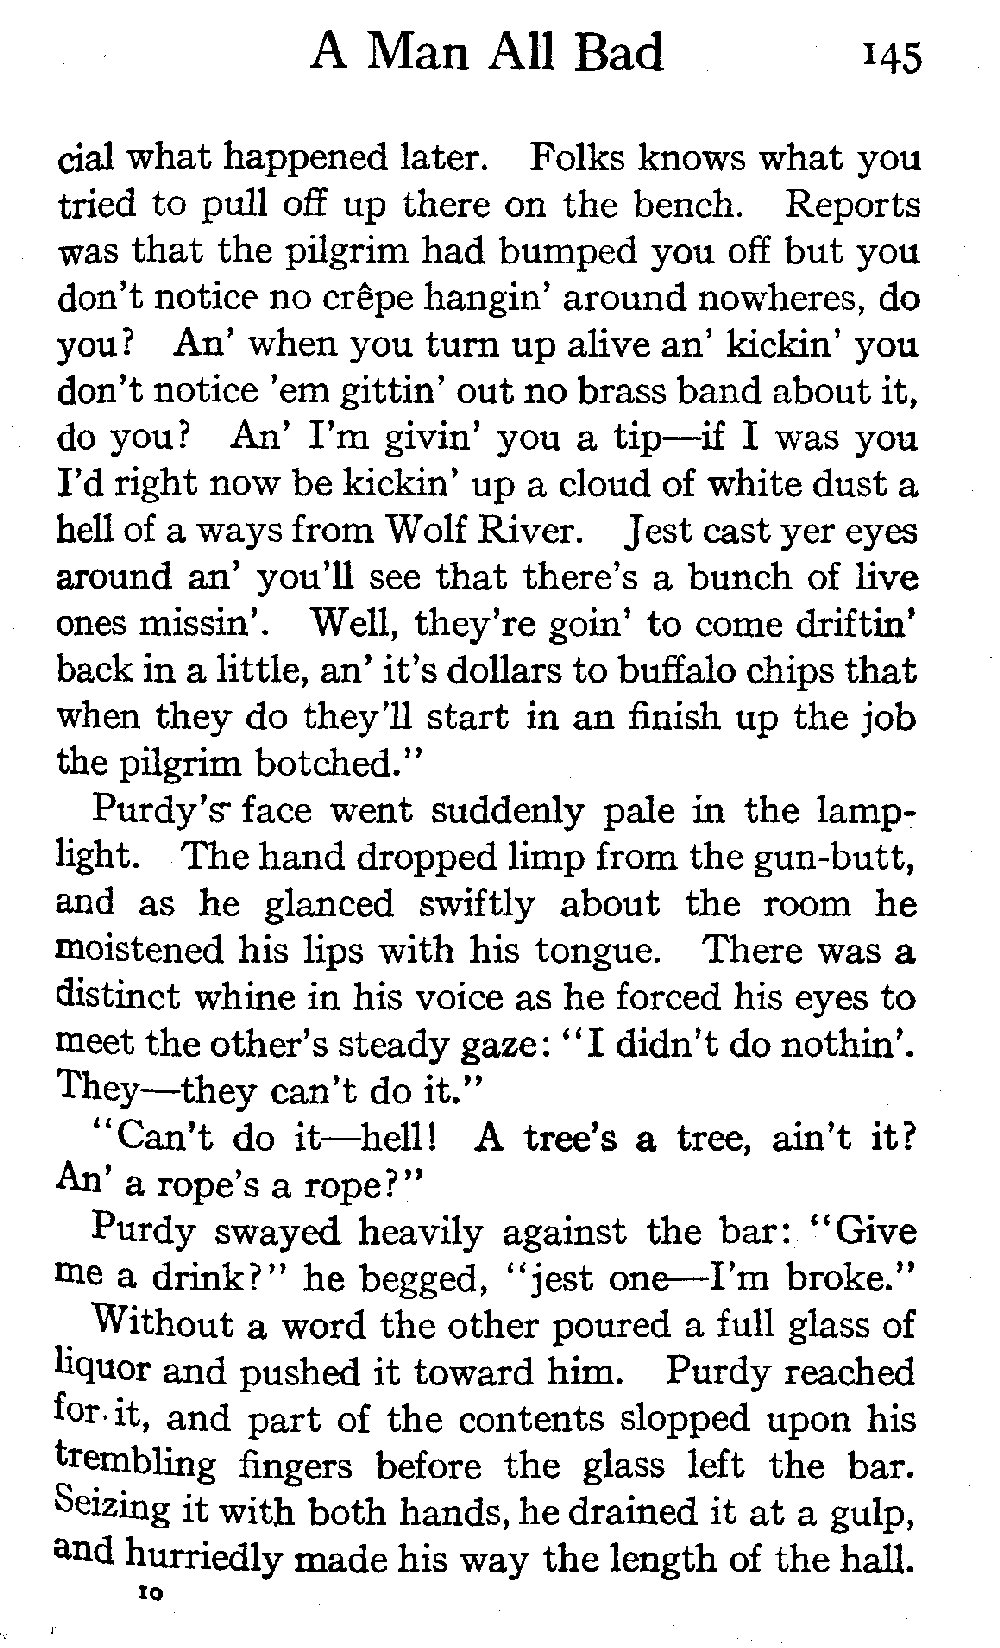 A Man All Bad 145
cial what happened later. Folks knows what you
tried to pull off up there on the bench. Reports
was that the pilgrim had bumped you off but you
don't notice no crêpe hangin' around nowheres, do
you? An' when you turn up alive an' kickin' you
don't notice 'em gittin' out no brass band about it,
do you? An' I'm givin' you a tip—if I was you
I'd right now be kickin' up a cloud of white dust a
hell of a ways from Wolf River. Jest cast yer eyes
around an' you'll see that there's a bunch of live
ones missin'. Well, they're goin' to come driftin'
back in a little, an' it's dollars to buffalo chips that
when they do they'll start in an finish up the job
the pilgrim botched."
Purdy's face went suddenly pale in the lamp-
light. The hand dropped limp from the gun-butt,
and as he glanced swiftly about the room he
moistened his lips with his tongue. There was a
distinct whine in his voice as he forced his eyes to
meet the other's steady gaze: "I didn't do nothin'.
They—they can't do it."
"Can't do it—hell! A tree's a tree, ain't it?
An' a rope's a rope?"
Purdy swayed heavily against the bar: "Give
me a drink?" he begged, "jest one—I'm broke."
Without a word the other poured a full glass of
liquor and pushed it toward him. Purdy reached
for it, and part of the contents slopped upon his
trembling fingers before the glass left the bar.
Seizing it with both hands, he drained it at a gulp,
and hurriedly made his way the length of the hall.
10